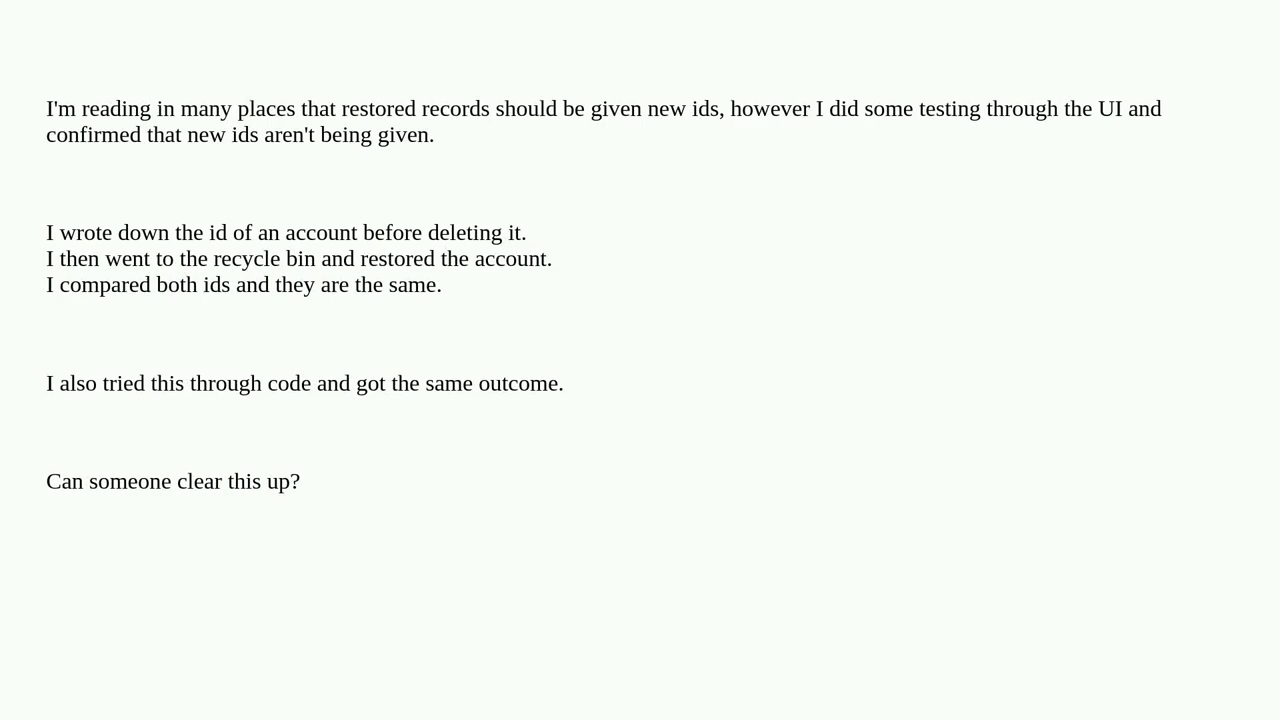 I'm reading in many places that restored records should be given new ids, however I did some testing through the UI and
confirmed that new ids aren't being given.
I wrote down the id of an account before deleting it.
I then went to the recycle bin and restored the account.
I compared both ids and they are the same.
I also tried this through code and got the same outcome.
Can someone clear this up?